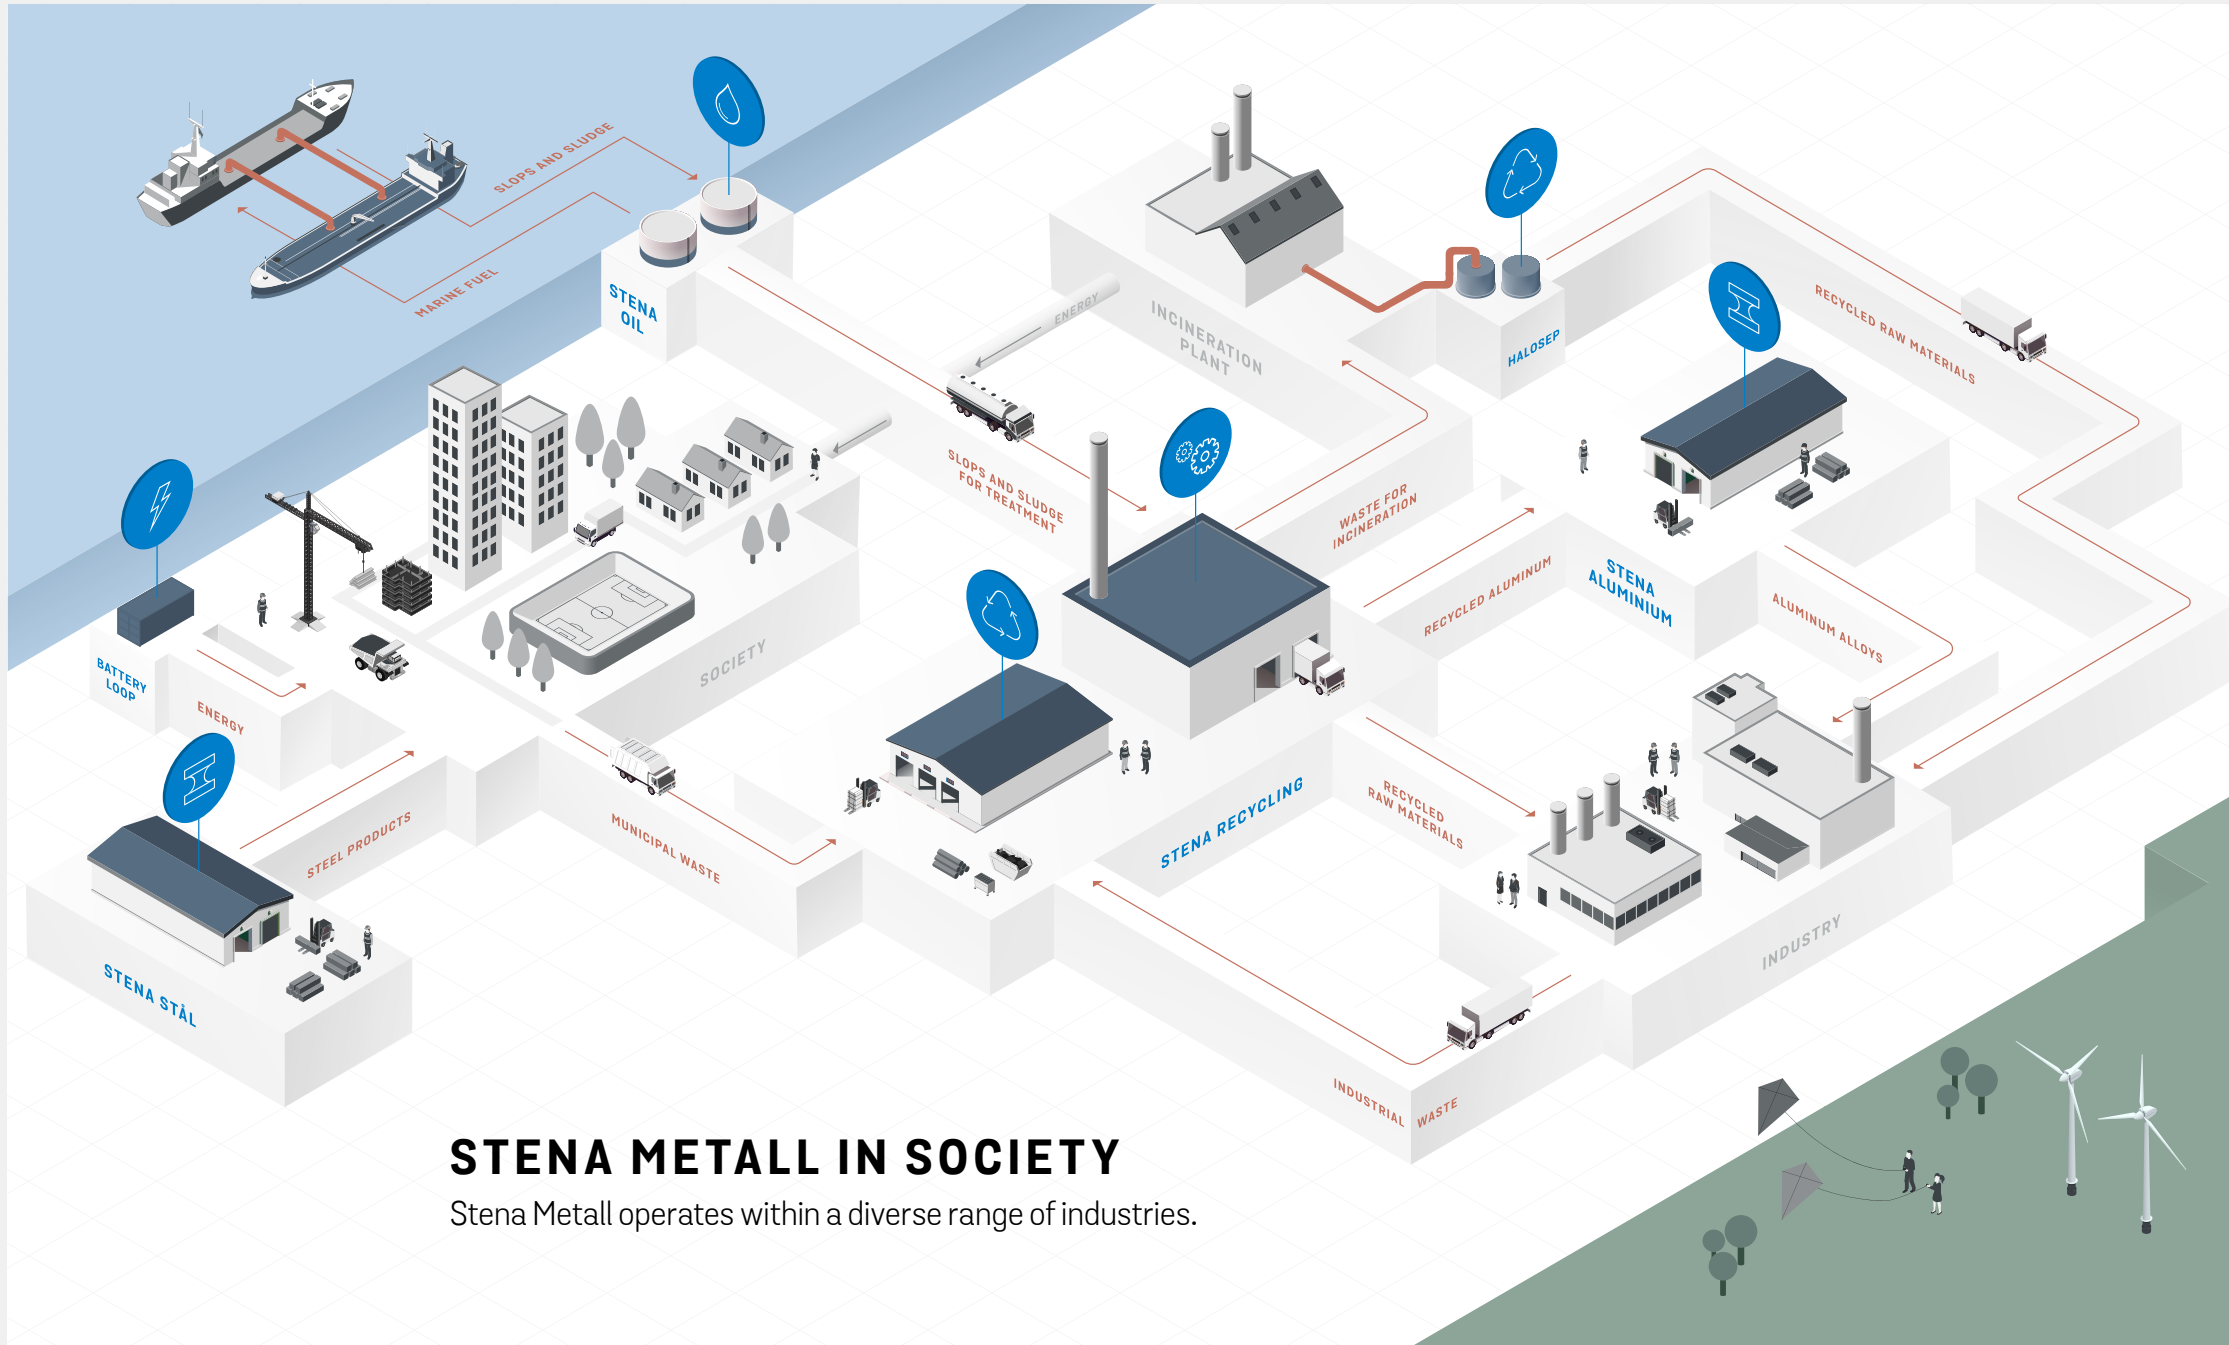 SLOPS AND SLUDGE
MARINE FUEL
STENA
OIL
ENERGY
INCINERATION
PLANT
HALOSEP
RECYCLED RAW MATERIALS
SLOPS AND SLUDGE
FOR TREATMENT
WASTE FOR
INCINERATION
RECYCLED ALUMINUM
STENA
ALUMINIUM
ALUMINUM ALLOYS
BATTERY
LOOP
ENERGY
SOCIETY
STEEL PRODUCTS
MUNICIPAL WASTE
STENA RECYCLING
RECYCLED
RAW MATERIALS
STENA STÅL
INDUSTRY
INDUSTRIAL WASTE
STENA METALL IN SOCIETY
Stena Metall operates within a diverse range of industries.